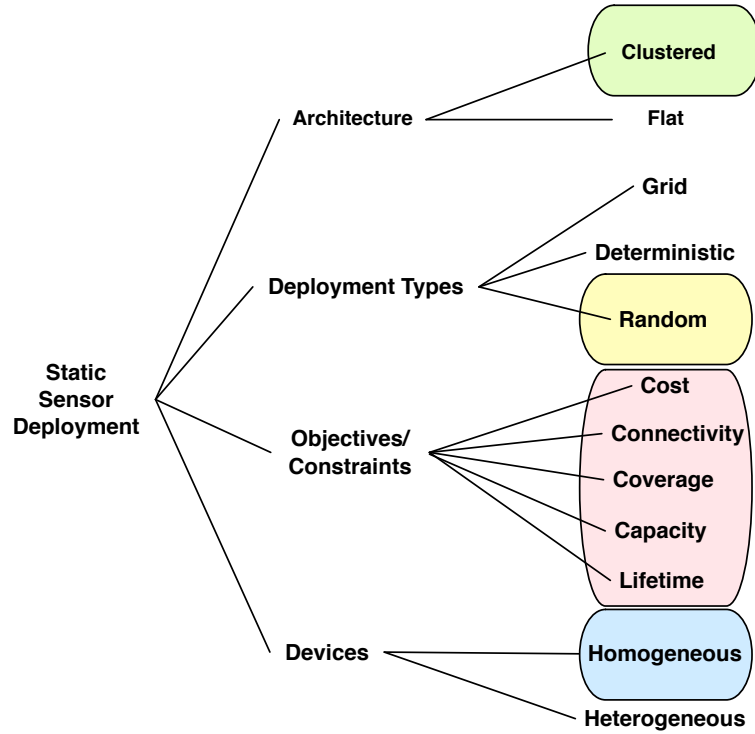 Static
Sensor
Deployment
Architecture
Clustered
Flat
Deployment Types
Grid
Deterministic
Random
Objectives/
Constraints
Cost
Connectivity
Coverage
Capacity
Lifetime
Devices
Homogeneous
Heterogeneous